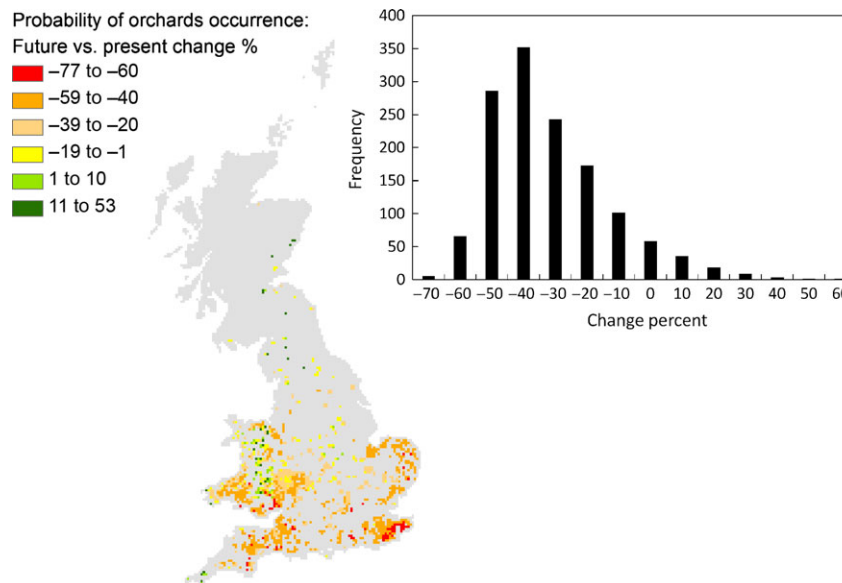 Probability of orchards occurrence:
Future vs. present change %
–77 to –60
–59 to –40
–39 to –20
–19 to –1
1 to 10
11 to 53
400
350
300
250
200
150
100
50
0
Frequency
–70 –60 –50 –40 –30 –20 –10 0 10 20 30 40 50 60
Change percent